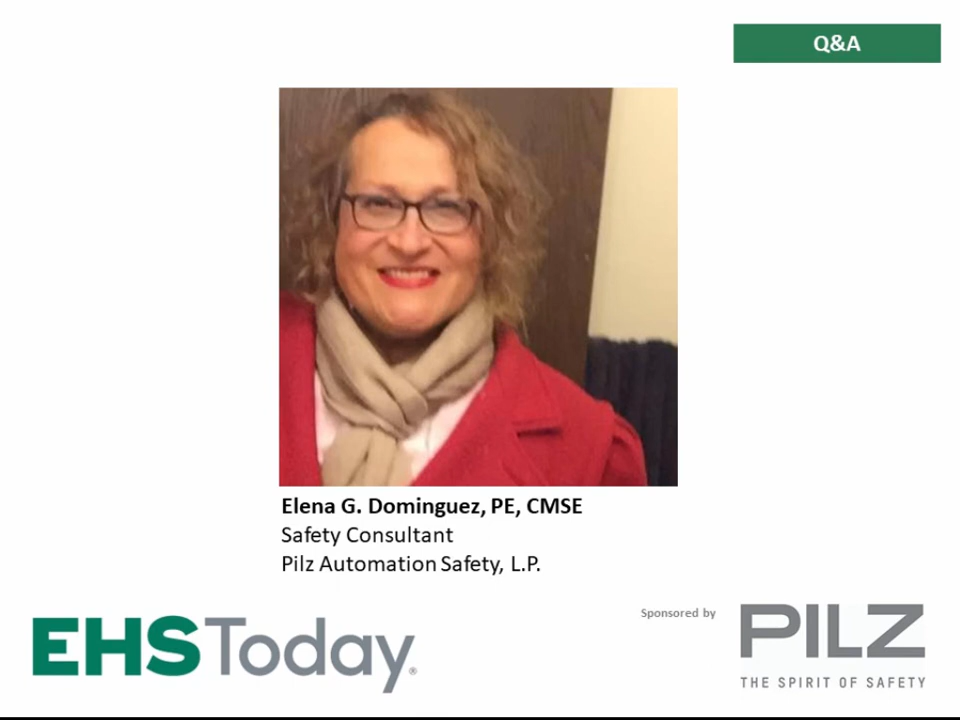 Q&A
Elena G. Dominguez, PE, CMSE
Safety Consultant
Pilz Automation Safety, L.P.
Sponsored by
EHSToday®
PILZ
THE SPIRIT OF SAFETY